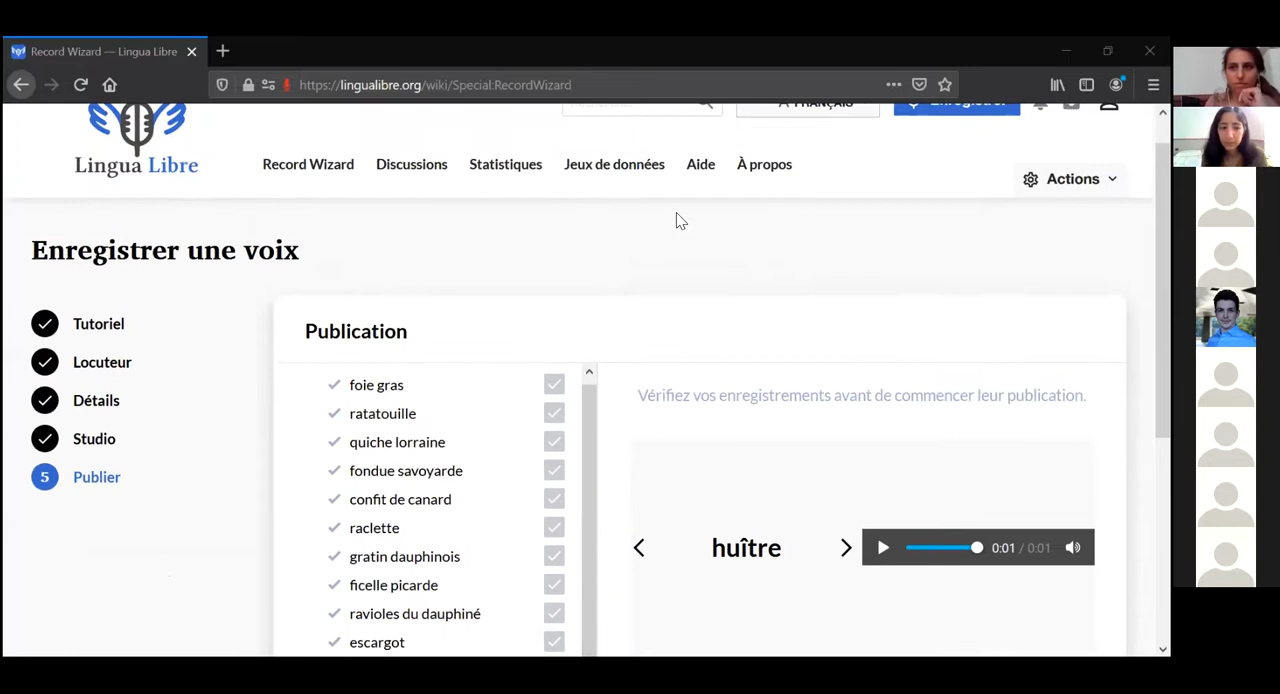 Record Wizard — Lingua Libre
https://lingualibre.org/wiki/Special:RecordWizard
FRANÇAIS
Enregistrer
Lingua Libre
Record Wizard
Discussions
Statistiques
Jeux de données
Aide
À propos
Actions
Enregistrer une voix
Tutoriel
Locuteur
Détails
Studio
5 Publier
Publication
foie gras
ratatouille
quiche lorraine
fondue savoyarde
confit de canard
raclette
gratin dauphinois
ficelle picarde
ravioles du dauphiné
escargot
Vérifiez vos enregistrements avant de commencer leur publication.
huître
0:01 / 0:01